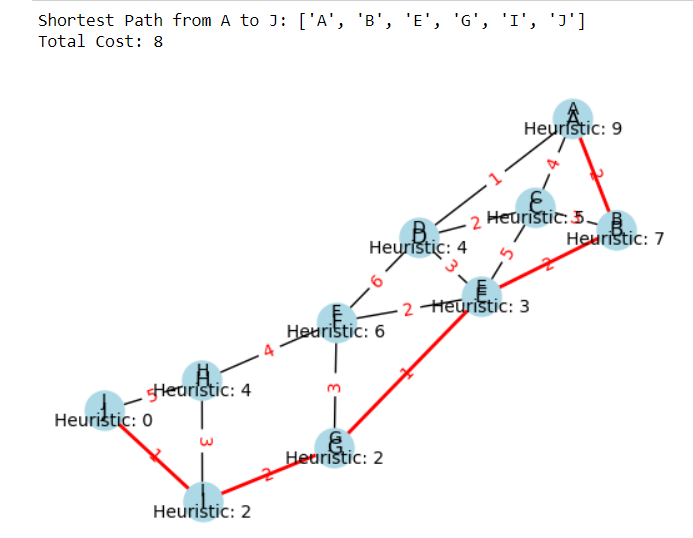 Shortest Path from A to J: ['A', 'B', 'E', 'G', 'I', 'J']
Total Cost: 8
A
Heuristic: 9
4
1
2
C
Heuristic: 5
3
2
B
Heuristic: 7
D
Heuristic: 4
5
2
3
6
E
Heuristic: 3
2
F
Heuristic: 6
4
3
1
H
Heuristic: 4
5
J
Heuristic: 0
3
G
Heuristic: 2
1
2
I
Heuristic: 2